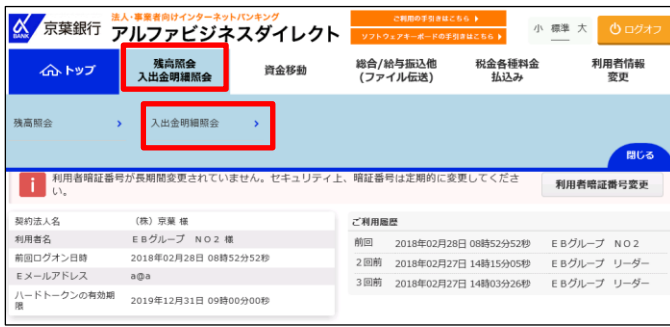 京葉銀行
BANK
法人・事業者向けインターネットバンキング
アルファビジネスダイレクト
ご利用の手引きはこちら
ソフトウェアキーボードの手引きはこちら
小 標準 大
ログオフ
トップ
残高照会
入出金明細照会
資金移動
総合/給与振込他
(ファイル伝送)
税金各種料金
払込み
利用者情報
変更
残高照会
入出金明細照会
閉じる
利用者暗証番号が長期間変更されていません。セキュリティ上、暗証番号は定期的に変更してくださ
い。
利用者暗証番号変更
契約法人名 (株)京葉 様
利用者名 EBグループ NO2 様
前回ログオン日時 2018年02月28日 08時52分52秒
Eメールアドレス a@a
ハードトークンの有効期
限 2019年12月31日 09時00分00秒
ご利用履歴
前回 2018年02月28日 08時52分52秒 EBグループ NO2
2回前 2018年02月27日 14時15分05秒 EBグループ リーダー
3回前 2018年02月27日 14時03分26秒 EBグループ リーダー